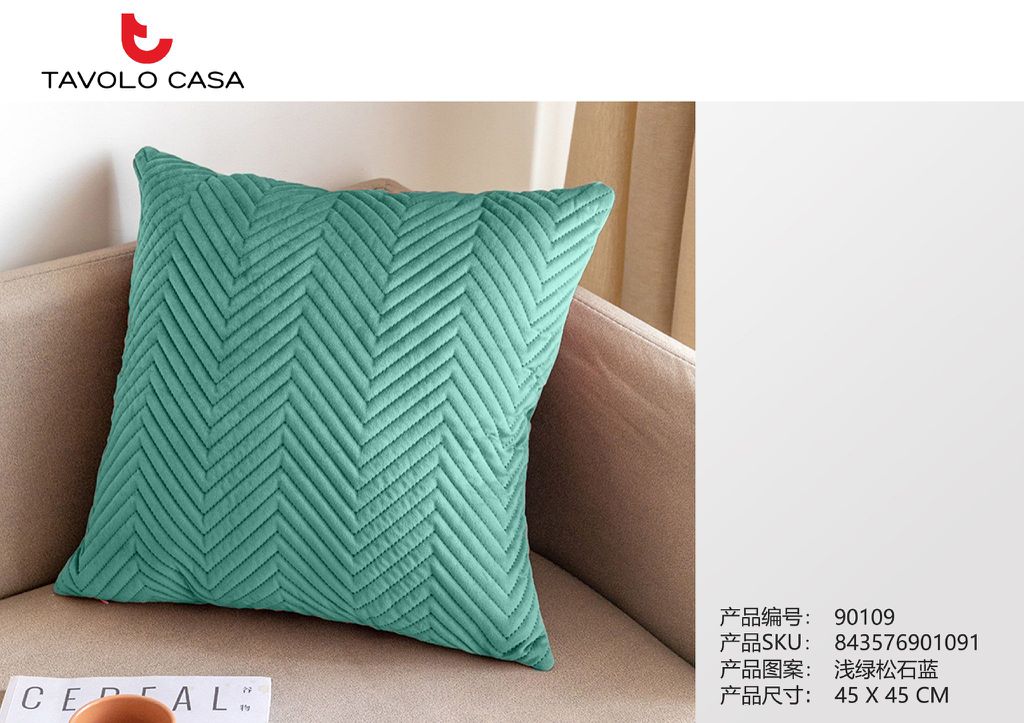 TAVOLO CASA
CEREAL
谷物
产品编号: 90109
产品SKU: 843576901091
产品图案: 浅绿松石蓝
产品尺寸: 45 X 45 CM